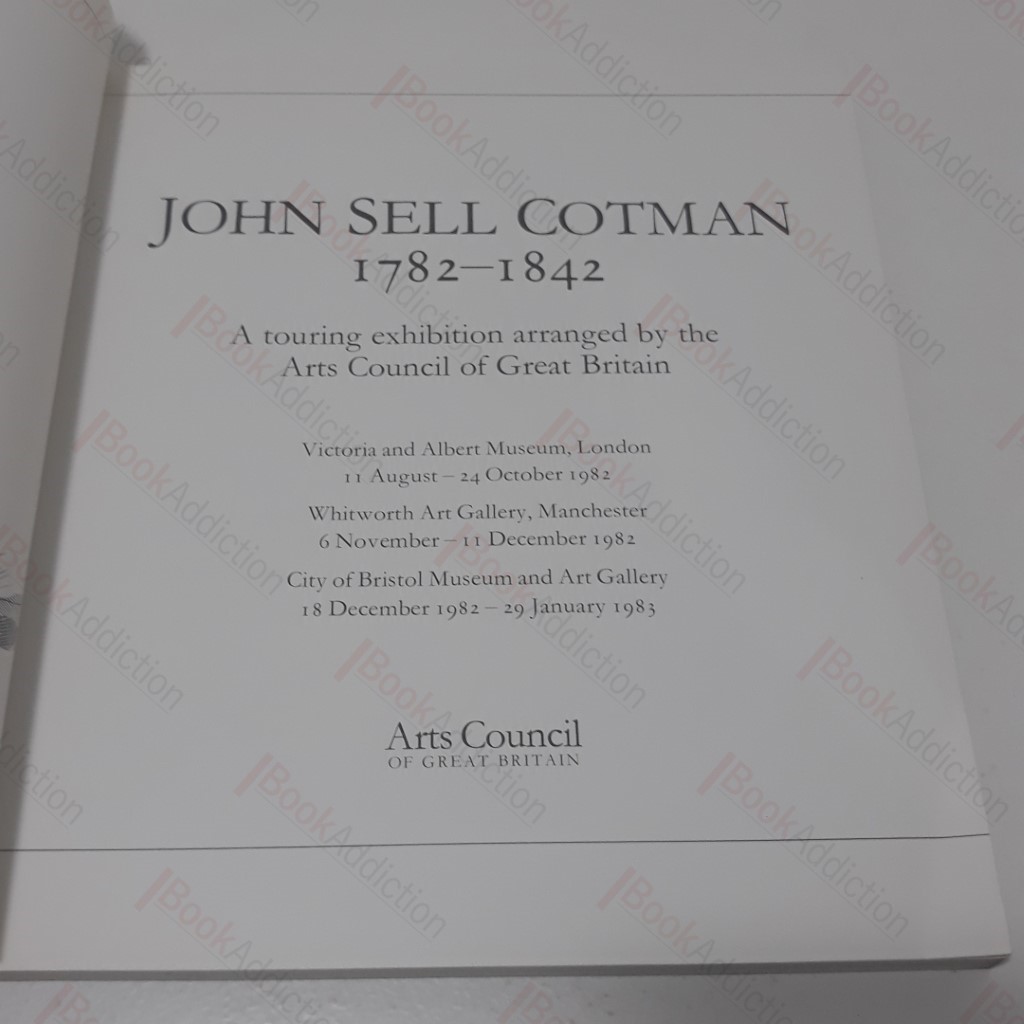 JOHN SELL COTMAN
1782–1842
A touring exhibition arranged by the
Arts Council of Great Britain
Victoria and Albert Museum, London
11 August – 24 October 1982
Whitworth Art Gallery, Manchester
6 November – 11 December 1982
City of Bristol Museum and Art Gallery
18 December 1982 – 29 January 1983
Arts Council
OF GREAT BRITAIN
BookAddiction